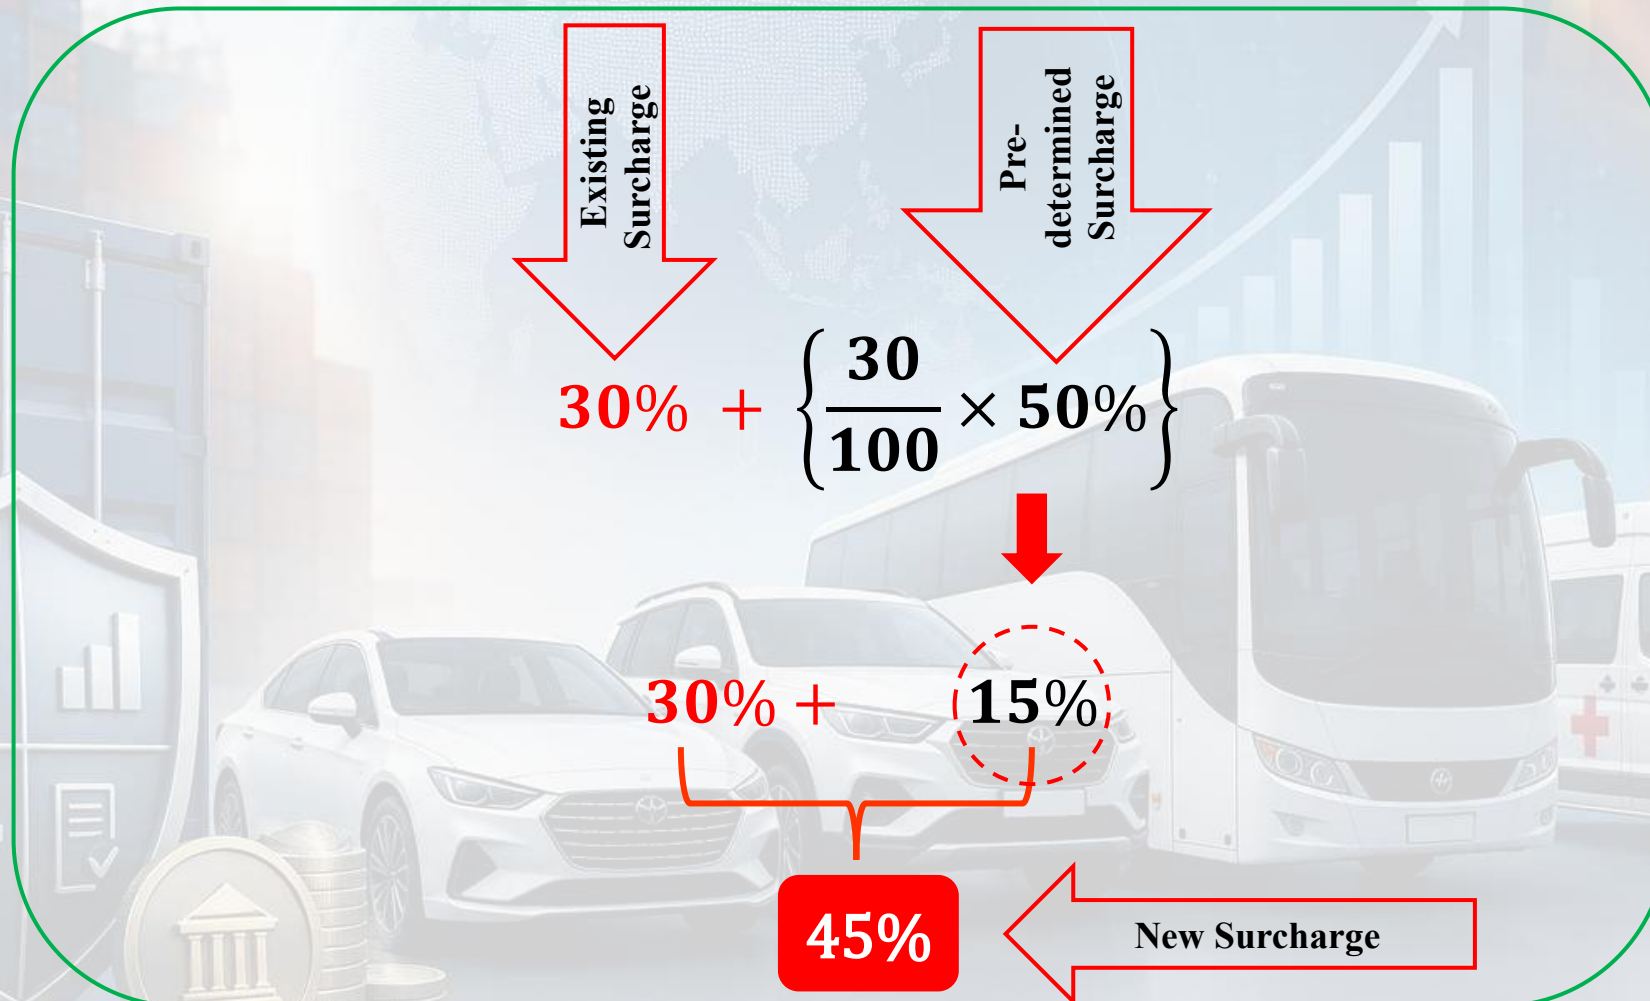 Existing
Surcharge
Pre-
determined
Surcharge
30% + {30/100 × 50%}
30% + 15%
45%
New Surcharge